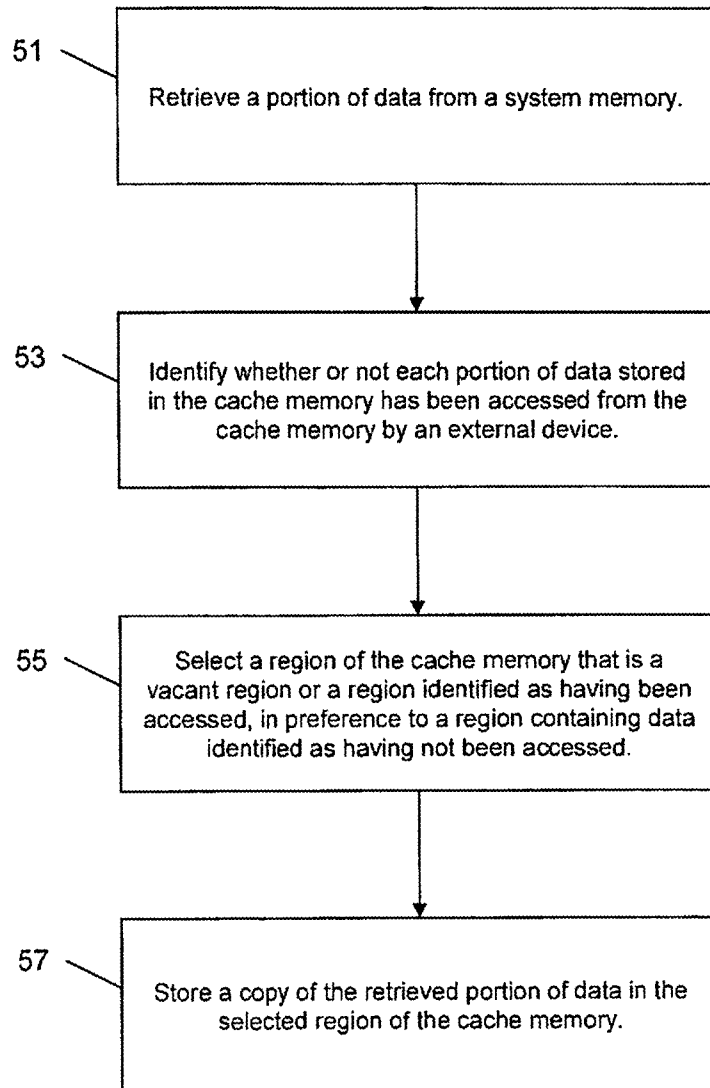 51
Retrieve a portion of data from a system memory.
53
Identify whether or not each portion of data stored
in the cache memory has been accessed from the
cache memory by an external device.
55
Select a region of the cache memory that is a
vacant region or a region identified as having been
accessed, in preference to a region containing data
identified as having not been accessed.
57
Store a copy of the retrieved portion of data in the
selected region of the cache memory.